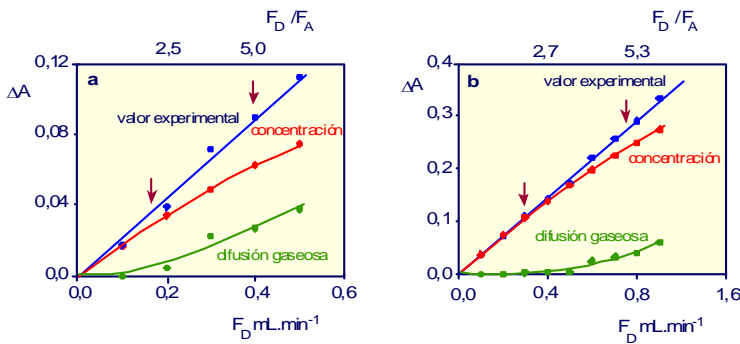 F_D /F_A
2,5 5,0
0,12
a
ΔA
valor experimental
concentración
0,08
0,04
difusión gaseosa
0,0
0,0 0,2 0,4 0,6
F_D mL.min⁻¹
F_D /F_A
2,7 5,3
0,4
b
ΔA
valor experimental
0,3
0,2
concentración
0,1
difusión gaseosa
0,0
0,0 0,4 0,8 1,6
F_D mL.min⁻¹